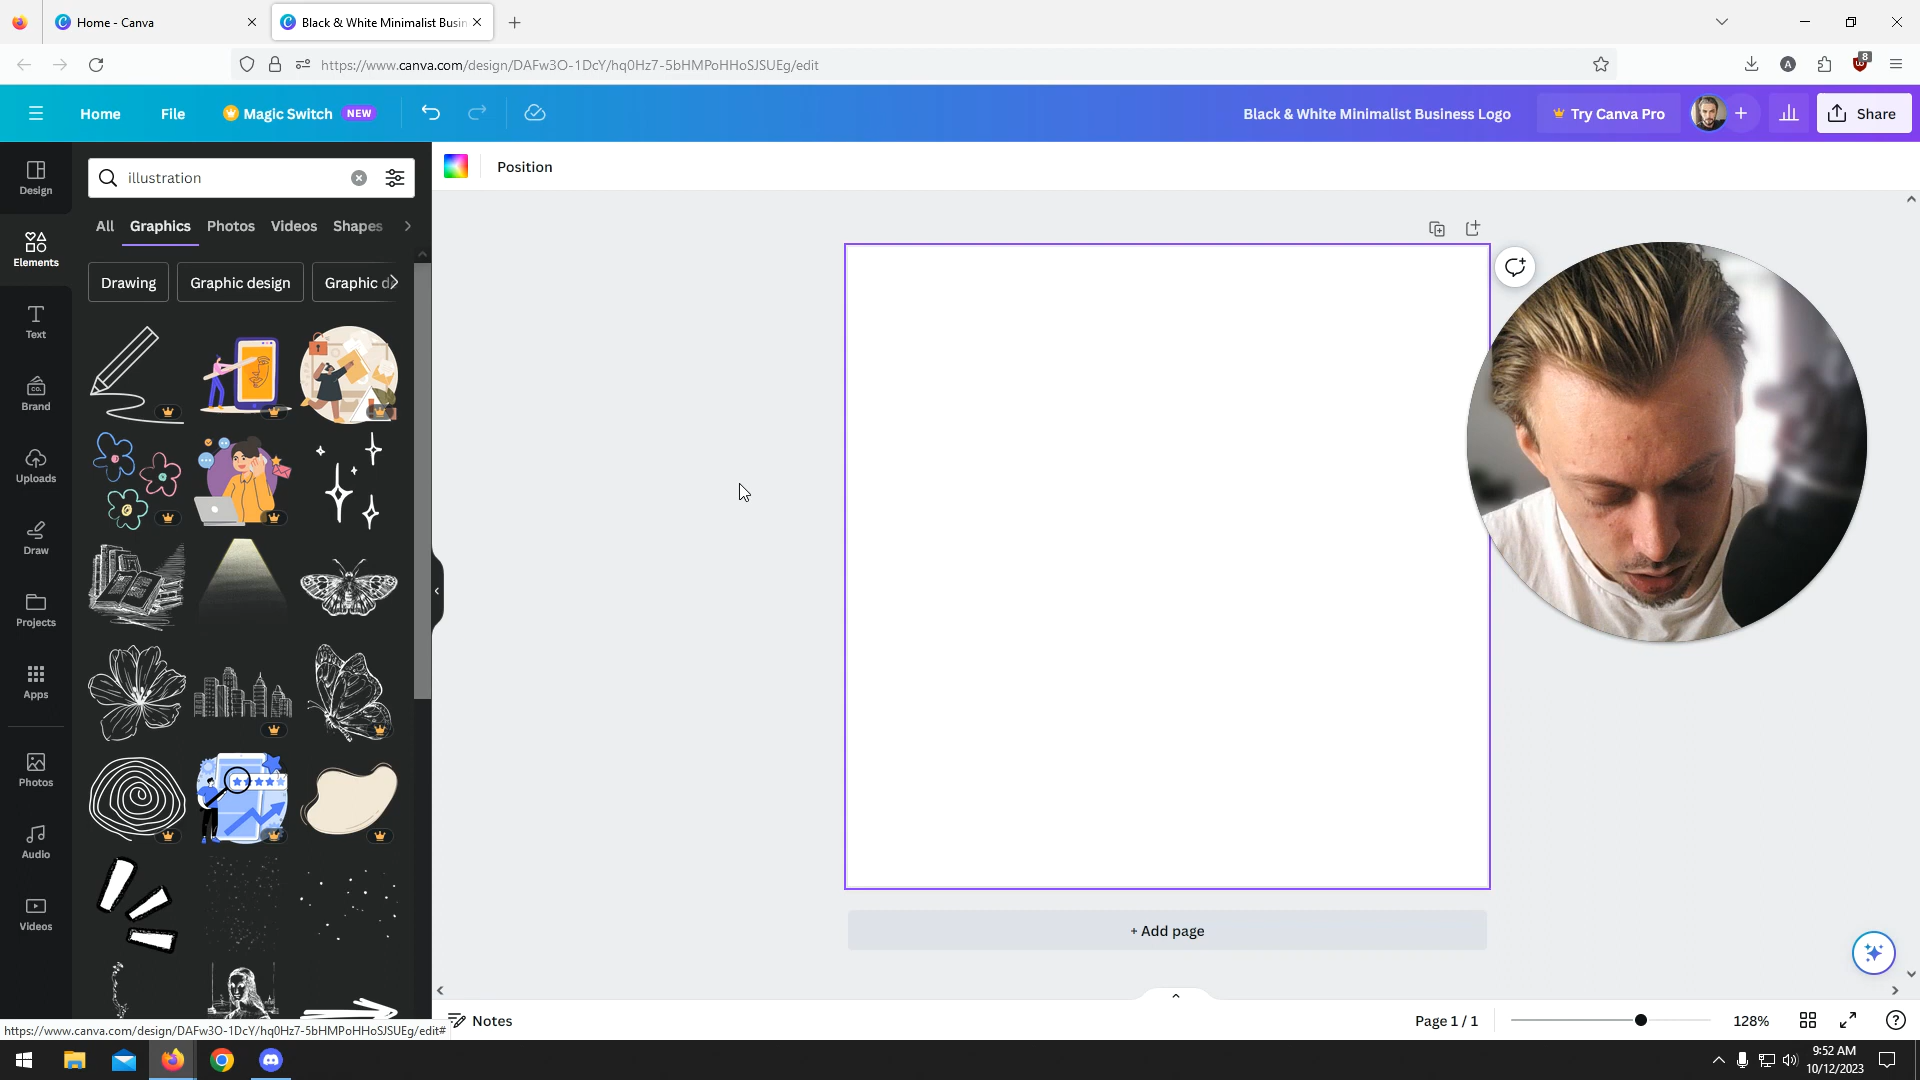 Home - Canva
Black & White Minimalist Busin
https://www.canva.com/design/DAFw3O-1DcY/hq0Hz7-5bHMPoHHoSJSUEg/edit
A
8
Home
File
Magic Switch
NEW
Black & White Minimalist Business Logo
Try Canva Pro
Share
Design
Elements
Text
Brand
Uploads
Draw
Projects
Apps
Photos
Audio
Videos
illustration
All
Graphics
Photos
Videos
Shapes
Drawing
Graphic design
Graphic d
CO.
Position
+ Add page
https://www.canva.com/design/DAFw3O-1DcY/hq0Hz7-5bHMPoHHoSJSUEg/edit#
Notes
Page 1 / 1
128%
9:52 AM
10/12/2023